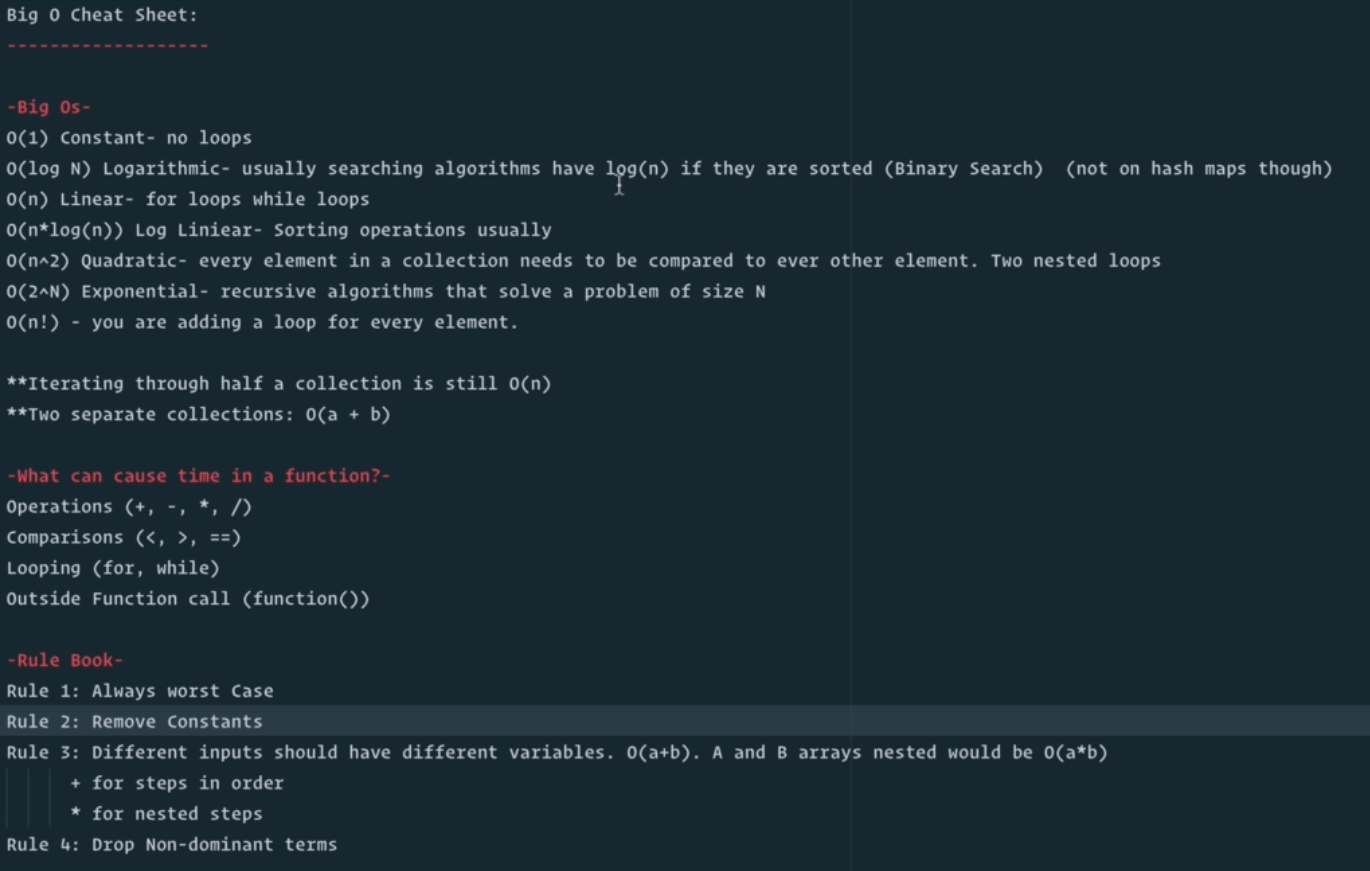 Big O Cheat Sheet:
-------------------
-Big Os-
O(1) Constant- no loops
O(log N) Logarithmic- usually searching algorithms have log(n) if they are sorted (Binary Search)  (not on hash maps though)
O(n) Linear- for loops while loops
O(n*log(n)) Log Liniear- Sorting operations usually
O(n^2) Quadratic- every element in a collection needs to be compared to ever other element. Two nested loops
O(2^N) Exponential- recursive algorithms that solve a problem of size N
O(n!) - you are adding a loop for every element.
**Iterating through half a collection is still O(n)
**Two separate collections: O(a + b)
-What can cause time in a function?-
Operations (+, -, *, /)
Comparisons (<, >, ==)
Looping (for, while)
Outside Function call (function())
-Rule Book-
Rule 1: Always worst Case
Rule 2: Remove Constants
Rule 3: Different inputs should have different variables. O(a+b). A and B arrays nested would be O(a*b)
+ for steps in order
* for nested steps
Rule 4: Drop Non-dominant terms